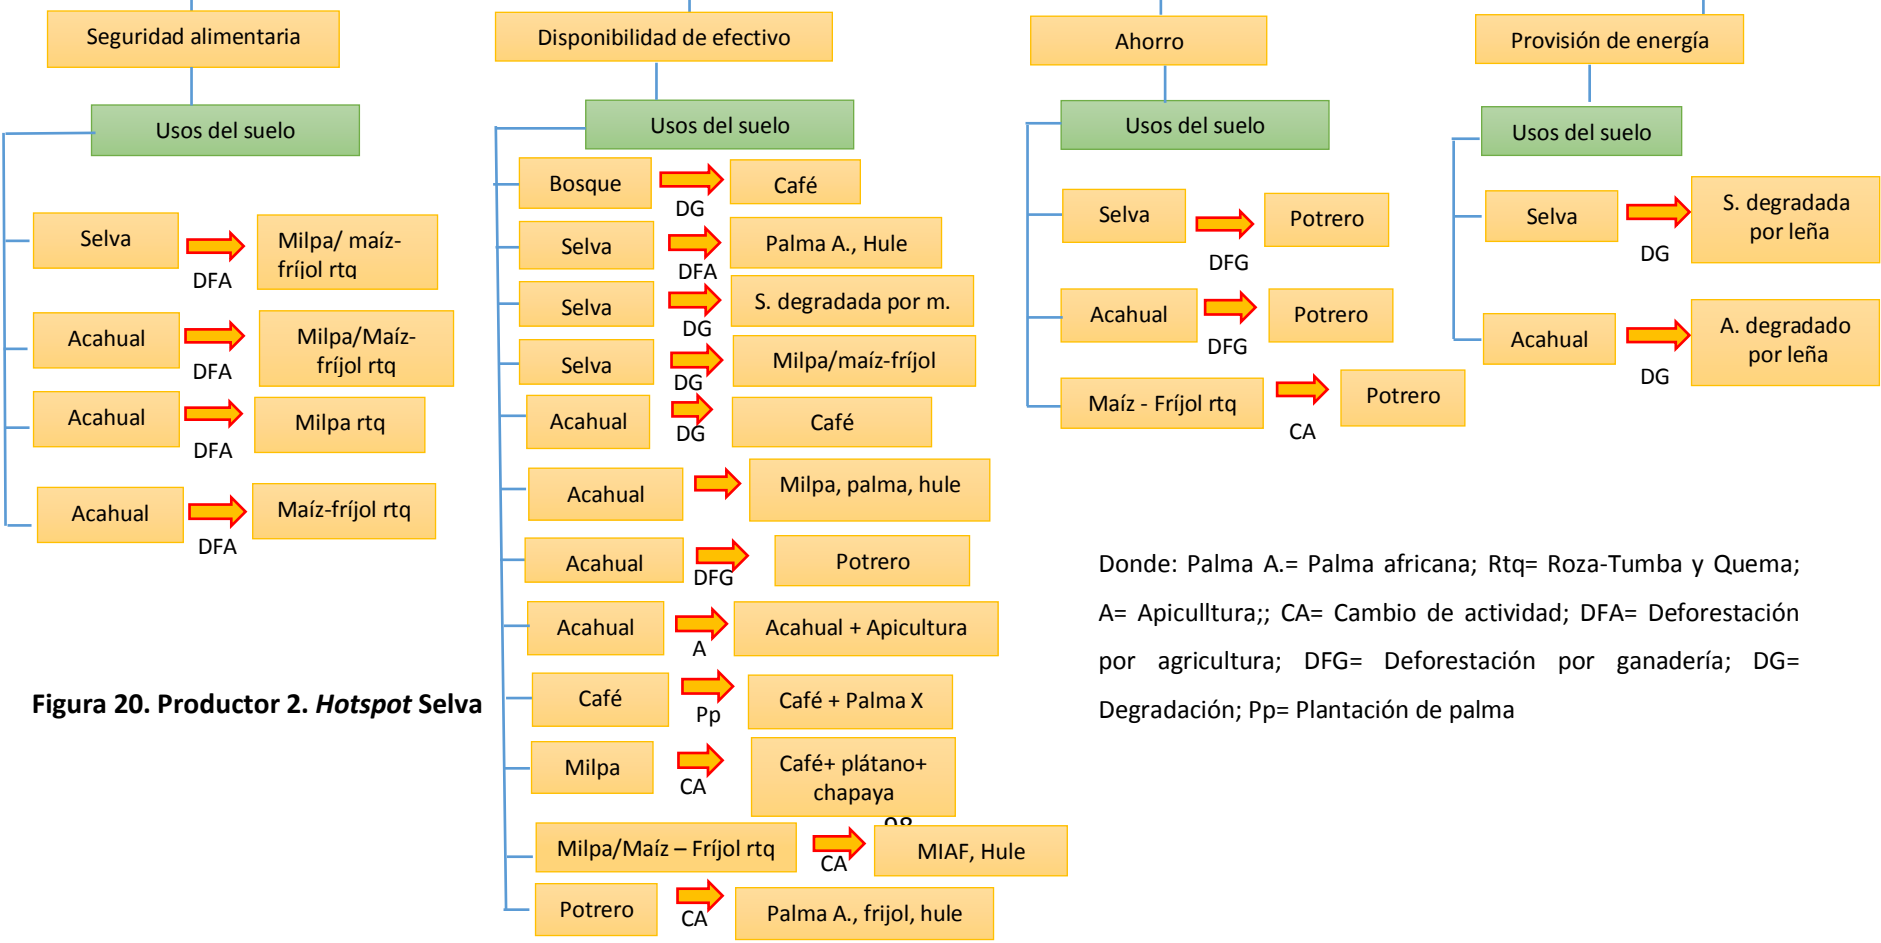 Seguridad alimentaria
Usos del suelo
Selva
DFA
Milpa/ maíz-
fríjol rtq
Acahual
DFA
Milpa/Maíz-
fríjol rtq
Acahual
DFA
Milpa rtq
Acahual
DFA
Maíz-fríjol rtq
Disponibilidad de efectivo
Usos del suelo
Bosque
DG
Café
Selva
DFA
Palma A., Hule
Selva
DG
S. degradada por m.
Selva
DG
Milpa/maíz-fríjol
Acahual
DG
Café
Acahual
Milpa, palma, hule
Acahual
DFG
Potrero
Acahual
A
Acahual + Apicultura
Café
Pp
Café + Palma X
Milpa
CA
Café+ plátano+
chapaya
98
Milpa/Maíz – Fríjol rtq
CA
MIAF, Hule
Potrero
CA
Palma A., frijol, hule
Ahorro
Usos del suelo
Selva
DFG
Potrero
Acahual
DFG
Potrero
Maíz - Fríjol rtq
CA
Potrero
Provisión de energía
Usos del suelo
Selva
DG
S. degradada
por leña
Acahual
DG
A. degradado
por leña
Donde: Palma A.= Palma africana; Rtq= Roza-Tumba y Quema;
A= Apiculltura;; CA= Cambio de actividad; DFA= Deforestación
por agricultura; DFG= Deforestación por ganadería; DG=
Degradación; Pp= Plantación de palma
Figura 20. Productor 2. Hotspot Selva